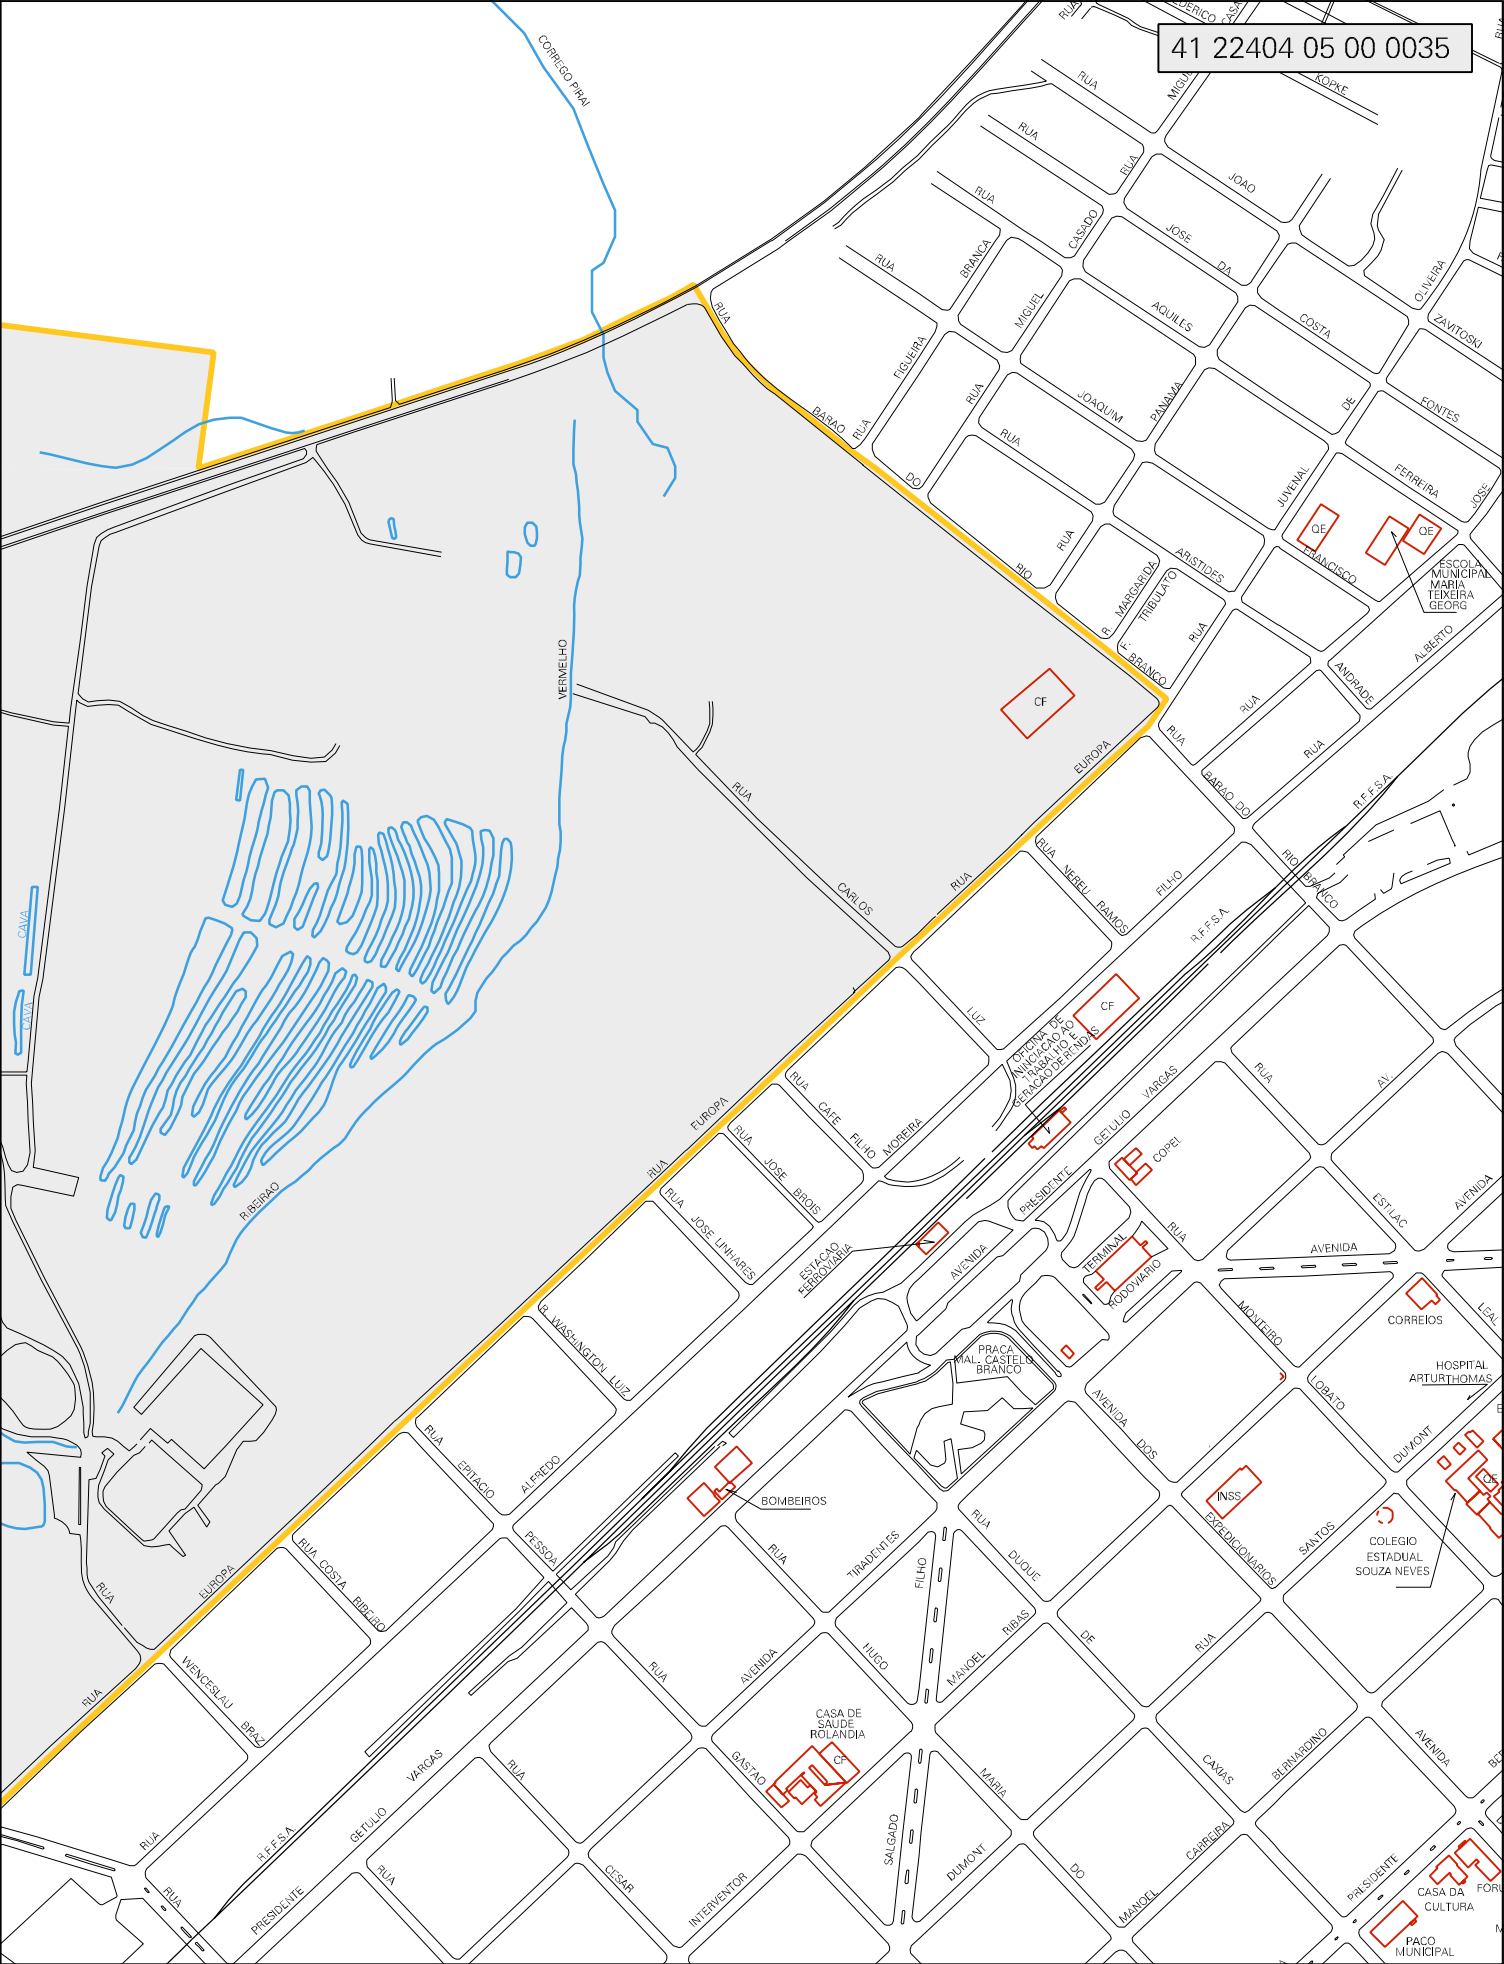 41 22404 05 00 0035
CORREGO PIRAI
RUA
KOPKE
RUA
RUA
RUA
JOAO
RUA
CASADO
JOSE
DA
OLIVEIRA
RUA
BRANCA
MIGUEL
AQUILES
COSTA
ZAVITOSKI
RUA
FIGUEIRA
BARAO
RUA
RUA
JOAQUIM
PANAMA
DE
FONTES
DO
RUA
JUVENAL
FERREIRA
JOSE
QE
QE
FRANCISCO
ESCOLA
MUNICIPAL
MARIA
TEIXEIRA
GEORG
RIO
RUA
ARISTIDES
R. MARGARIDA
F. TRIBULATO
RUA
BRANCO
ALBERTO
ANDRADE
VERMELHO
CF
EUROPA
RUA
RUA
RUA
BARAO DO
R.F.F.S.A.
RUA
CARLOS
RUA
RUA
NEREU
RAMOS
FILHO
RIO BRANCO
R.F.F.S.A.
CAVA
CAVA
LUZ
CF
OFICINA DE
ININCIACAO AO
TRABALHO E
GERACAO DE RENDAS
RUA
CAFE
FILHO
MOREIRA
GETULIO
VARGAS
RUA
AV.
EUROPA
RUA
RUA
JOSE
BROIS
COPEL
PRESIDENTE
RIBEIRAO
RUA
JOSE LINHARES
ESTACAO
FERROVIARIA
AVENIDA
TERMINAL
RODOVIARIO
RUA
ESTILAC
AVENIDA
AVENIDA
R. WASHINGTON LUIZ
PRACA
MAL. CASTELO
BRANCO
MONTEIRO
CORREIOS
LEAL
HOSPITAL
ARTUR THOMAS
LOBATO
AVENIDA
DOS
DUMONT
RUA
EPITACIO
ALFREDO
BOMBEIROS
INSS
EXPEDICIONARIOS
SANTOS
QE
COLEGIO
ESTADUAL
SOUZA NEVES
RUA
EUROPA
RUA COSTA
RIBEIRO
PESSOA
RUA
TIRADENTES
FILHO
RUA
DUQUE
RUA
WENCESLAU
BRAZ
RUA
AVENIDA
HUGO
MANOEL
RIBAS
DE
RUA
CASA DE
SAUDE
ROLANDIA
CF
GASTAO
MARIA
CAXIAS
BERNARDINO
AVENIDA
VARGAS
RUA
GETULIO
RUA
R.F.F.S.A.
SALGADO
DUMONT
DO
CARREIRA
RUA
PRESIDENTE
RUA
CESAR
INTERVENTOR
MANOEL
PRESIDENTE
CASA DA
CULTURA
PACO
MUNICIPAL